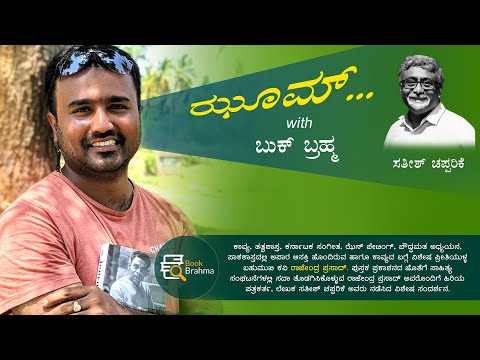 ಝೂಮ್...
with
ಬುಕ್ ಬ್ರಹ್ಮ
ಸತೀಶ್ ಚಪ್ಪರಿಕೆ
Book
Brahma
ಕಾವ್ಯ, ತತ್ವಶಾಸ್ತ್ರ, ಕರ್ನಾಟಕ ಸಂಗೀತ, ಝೆನ್ ಪೇಟಿಂಗ್, ಬೌದ್ಧಮತ ಅಧ್ಯಯನ,
ಪಾಕಶಾಸ್ತ್ರದಲ್ಲಿ ಅಪಾರ ಆಸಕ್ತಿ ಹೊಂದಿರುವ ಹಾಗೂ ಕಾವ್ಯದ ಬಗ್ಗೆ ವಿಶೇಷ ಪ್ರೀತಿಯುಳ್ಳ
ಬಹುಮುಖಿ ಕವಿ ರಾಜೇಂದ್ರ ಪ್ರಸಾದ್. ಪುಸ್ತಕ ಪ್ರಕಾಶನದ ಜೊತೆಗೆ ಸಾಹಿತ್ಯ
ಸಂಘಟನೆಗಳಲ್ಲಿ ಸದಾ ತೊಡಗಿಸಿಕೊಳ್ಳುವ ರಾಜೇಂದ್ರ ಪ್ರಸಾದ್ ಅವರೊಂದಿಗೆ ಹಿರಿಯ
ಪತ್ರಕರ್ತ, ಲೇಖಕ ಸತೀಶ್ ಚಪ್ಪರಿಕೆ ಅವರು ನಡೆಸಿದ ವಿಶೇಷ ಸಂದರ್ಶನ.